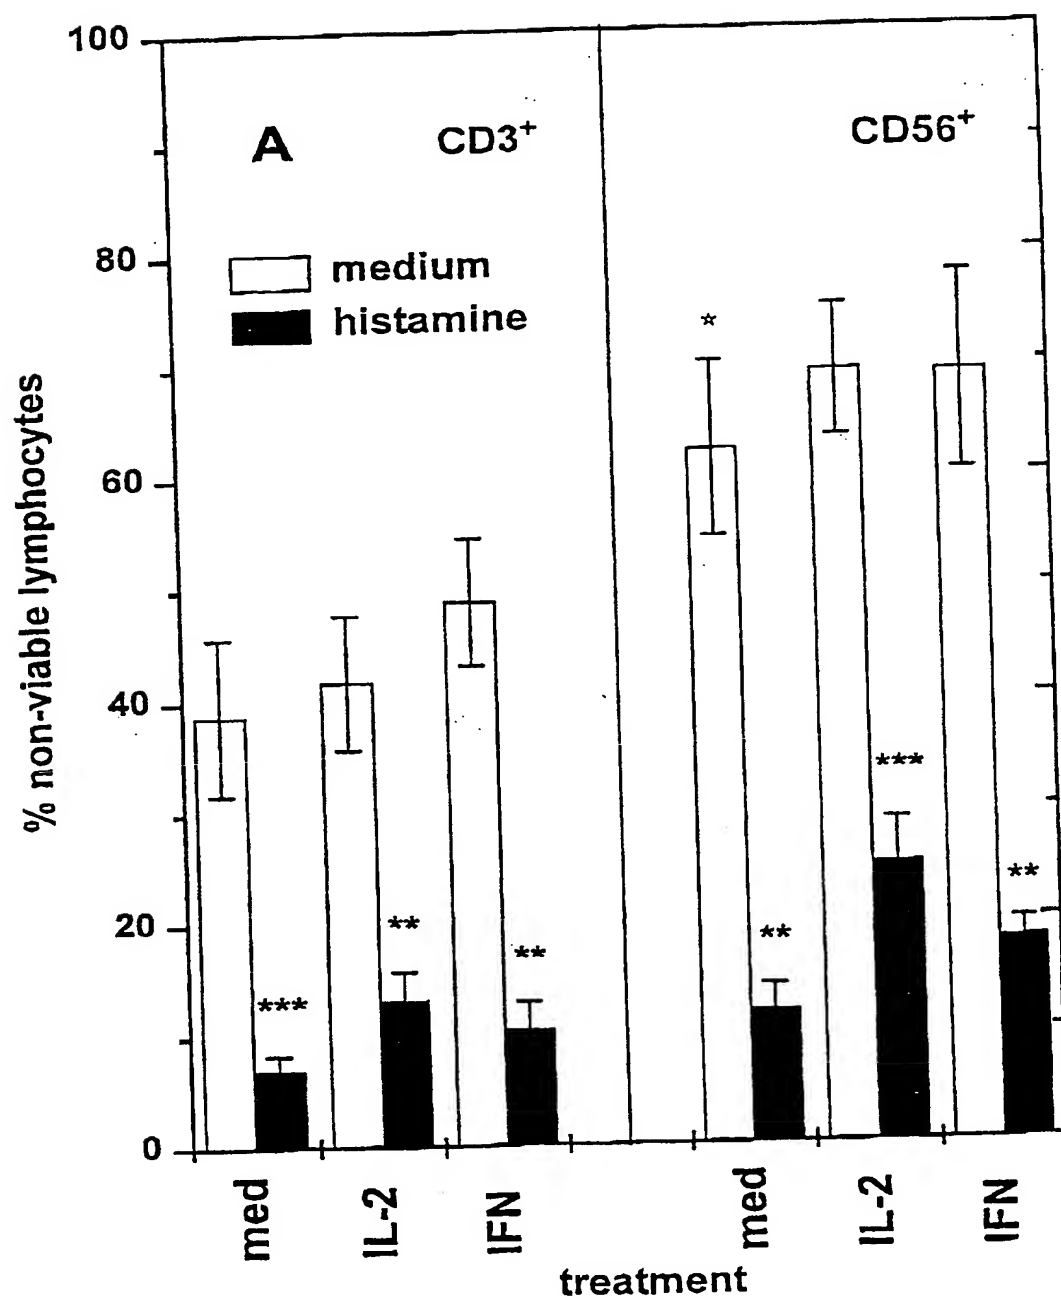 100
80
60
40
20
0
% non-viable lymphocytes
A
CD3+
CD56+
medium
histamine
*
***
**
**
**
***
**
med
IL-2
IFN
med
IL-2
IFN
treatment